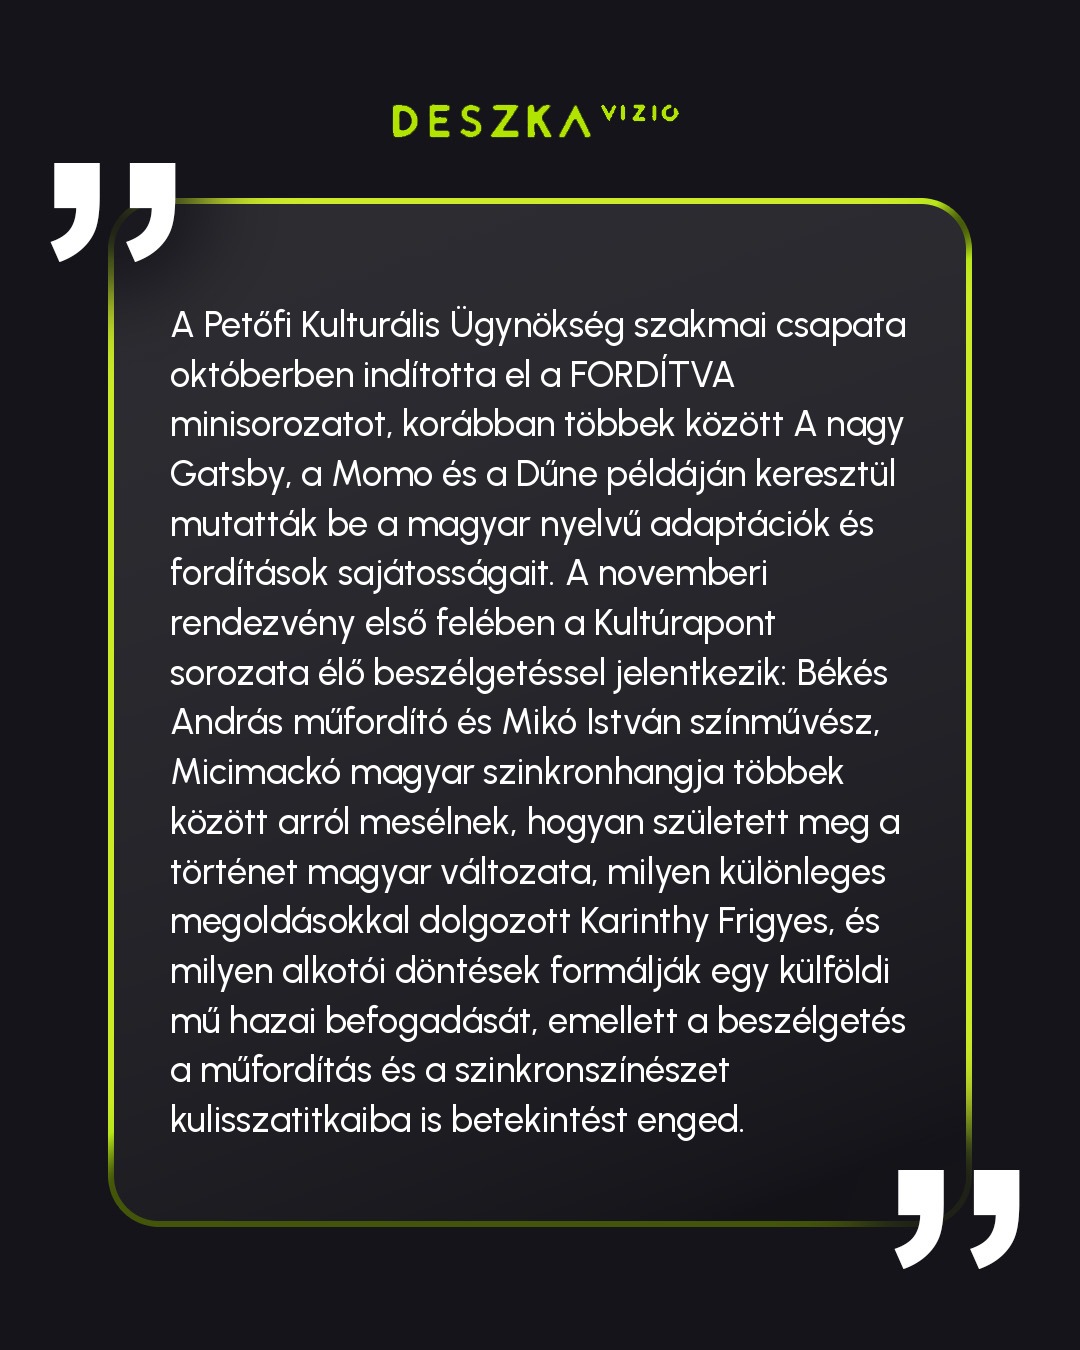 DESZKA VIZIO
A Petőfi Kulturális Ügynökség szakmai csapata
októberben indította el a FORDÍTVA
minisorozatot, korábban többek között A nagy
Gatsby, a Momo és a Dűne példáján keresztül
mutatták be a magyar nyelvű adaptációk és
fordítások sajátosságait. A novemberi
rendezvény első felében a Kultúrapont
sorozata élő beszélgetéssel jelentkezik: Békés
András műfordító és Mikó István színművész,
Micimackó magyar szinkronhangja többek
között arról mesélnek, hogyan született meg a
történet magyar változata, milyen különleges
megoldásokkal dolgozott Karinthy Frigyes, és
milyen alkotói döntések formálják egy külföldi
mű hazai befogadását, emellett a beszélgetés
a műfordítás és a szinkronszínészet
kulisszatitkaiba is betekintést enged.